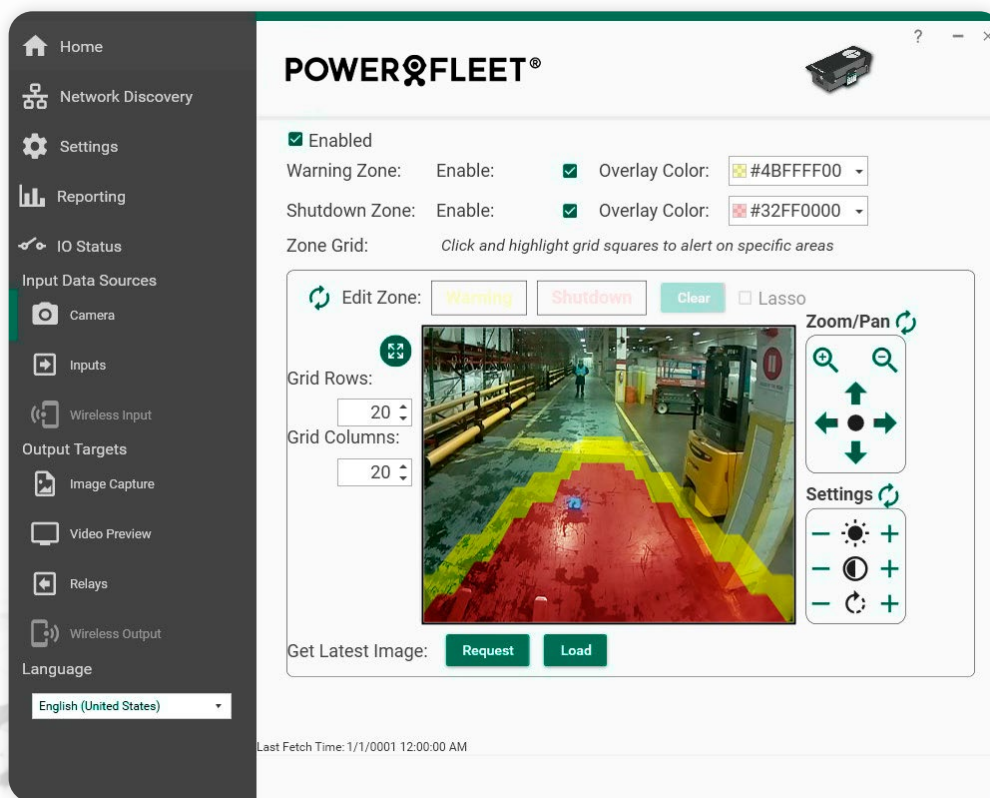 Home
Network Discovery
Settings
Reporting
IO Status
Input Data Sources
Camera
Inputs
Wireless Input
Output Targets
Image Capture
Video Preview
Relays
Wireless Output
Language
English (United States)
? 
POWERFLEET®
Enabled
Warning Zone: Enable: Overlay Color: #4BFFFF00
Shutdown Zone: Enable: Overlay Color: #32FF0000
Zone Grid: Click and highlight grid squares to alert on specific areas
Edit Zone: Warning Shutdown Clear Lasso
Zoom/Pan
Grid Rows:
20
Grid Columns:
20
Settings
Get Latest Image: Request Load
Last Fetch Time: 1/1/0001 12:00:00 AM